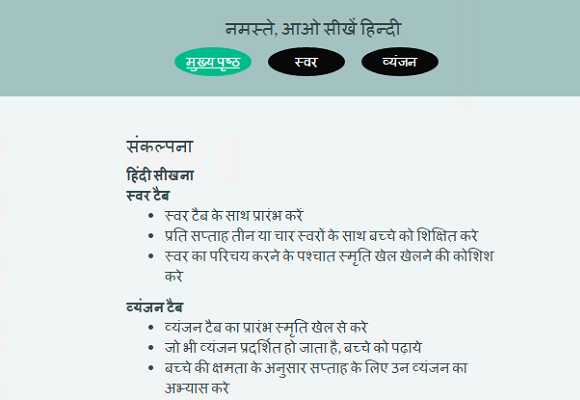 नमस्ते, आओ सीखें हिन्दी
मुख्य पृष्ठ स्वर व्यंजन
संकल्पना
हिंदी सीखना
स्वर टैब
• स्वर टैब के साथ प्रारंभ करें
• प्रति सप्ताह तीन या चार स्वरों के साथ बच्चे को शिक्षित करे
• स्वर का परिचय करने के पश्चात स्मृति खेल खेलने की कोशिश
करे
व्यंजन टैब
• व्यंजन टैब का प्रारंभ स्मृति खेल से करे
• जो भी व्यंजन प्रदर्शित हो जाता है, बच्चे को पढ़ाये
• बच्चे की क्षमता के अनुसार सप्ताह के लिए उन व्यंजन का
अभ्यास करे